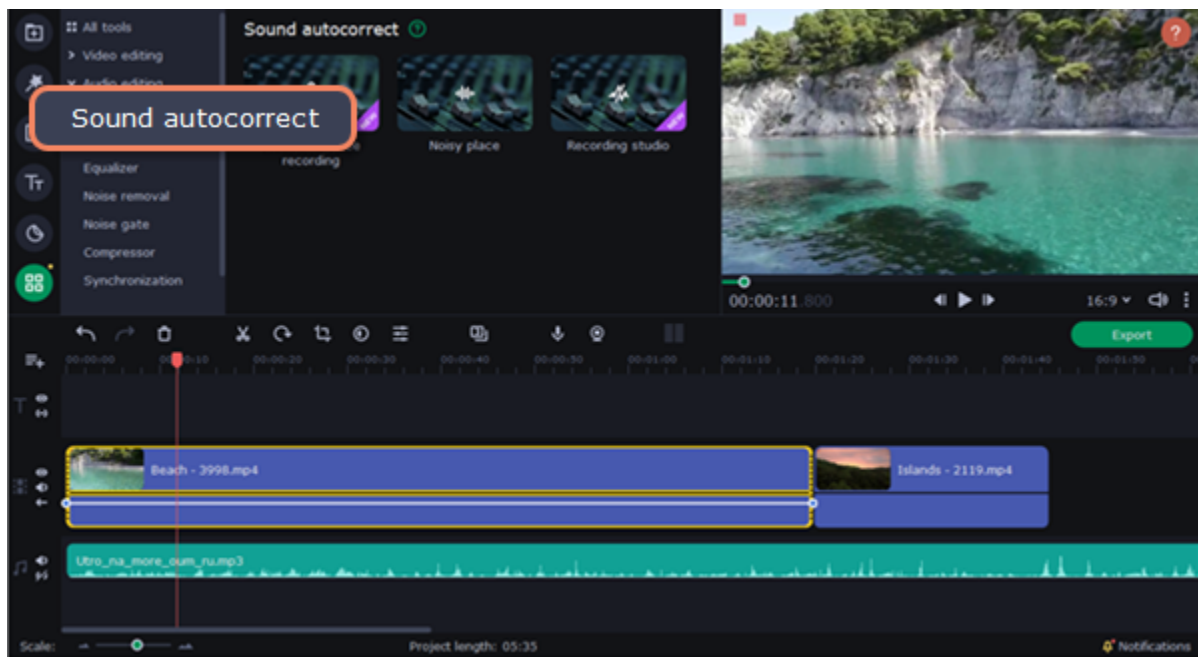 All tools
Video editing
Audio editing
Sound autocorrect
Equalizer
Noise removal
Noise gate
Compressor
Synchronization
Sound autocorrect
recording
Noisy place
Recording studio
NEW
?
00:00:11.800
16:9
Export
00:00:00
00:00:20
00:00:30
00:00:40
00:00:50
00:01:00
00:01:10
00:01:20
00:01:30
00:01:40
00:01:50
Beach - 3998.mp4
Islands - 2119.mp4
Utro_na_more_oum_ru.mp3
Scale:
Project length: 05:35
Notifications